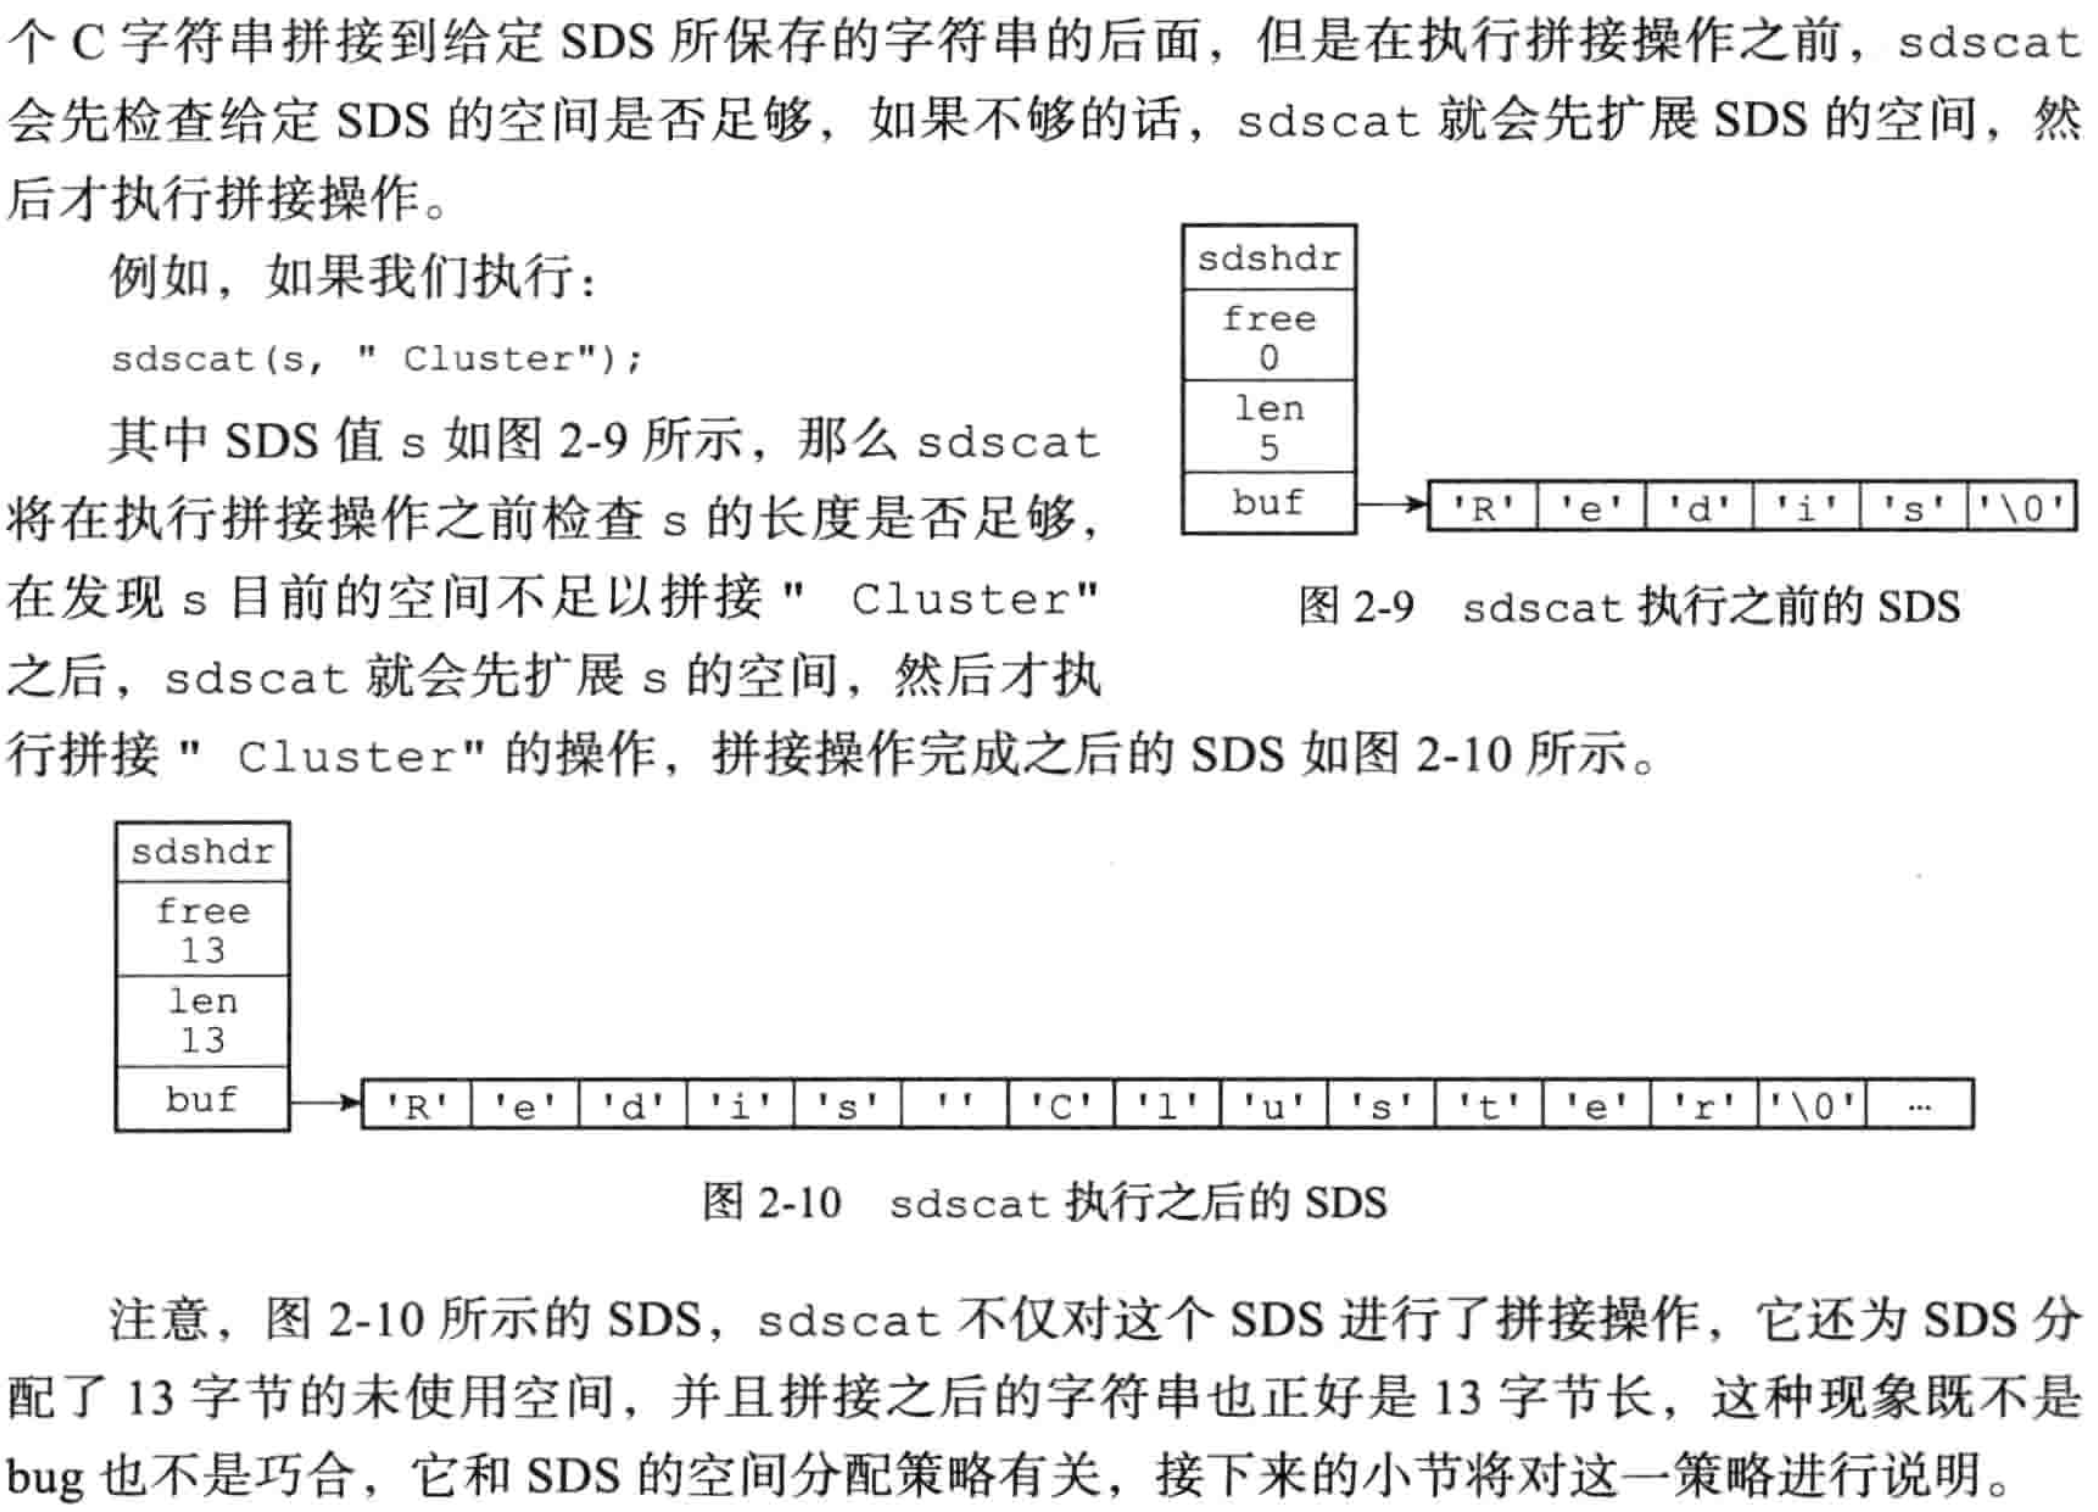 个 C 字符串拼接到给定 SDS 所保存的字符串的后面，但是在执行拼接操作之前，sdscat
会先检查给定 SDS 的空间是否足够，如果不够的话，sdscat 就会先扩展 SDS 的空间，然
后才执行拼接操作。
例如，如果我们执行：
sdscat(s, " Cluster");
其中 SDS 值 s 如图 2-9 所示，那么 sdscat
将在执行拼接操作之前检查 s 的长度是否足够，
在发现 s 目前的空间不足以拼接 " Cluster"
之后，sdscat 就会先扩展 s 的空间，然后才执
行拼接 " Cluster" 的操作，拼接操作完成之后的 SDS 如图 2-10 所示。
sdshdr
free
0
len
5
buf
'R' 'e' 'd' 'i' 's' '\0'
图 2-9 sdscat 执行之前的 SDS
sdshdr
free
13
len
13
buf
'R' 'e' 'd' 'i' 's' ' ' 'C' 'l' 'u' 's' 't' 'e' 'r' '\0' …
图 2-10 sdscat 执行之后的 SDS
注意，图 2-10 所示的 SDS，sdscat 不仅对这个 SDS 进行了拼接操作，它还为 SDS 分
配了 13 字节的未使用空间，并且拼接之后的字符串也正好是 13 字节长，这种现象既不是
bug 也不是巧合，它和 SDS 的空间分配策略有关，接下来的小节将对这一策略进行说明。